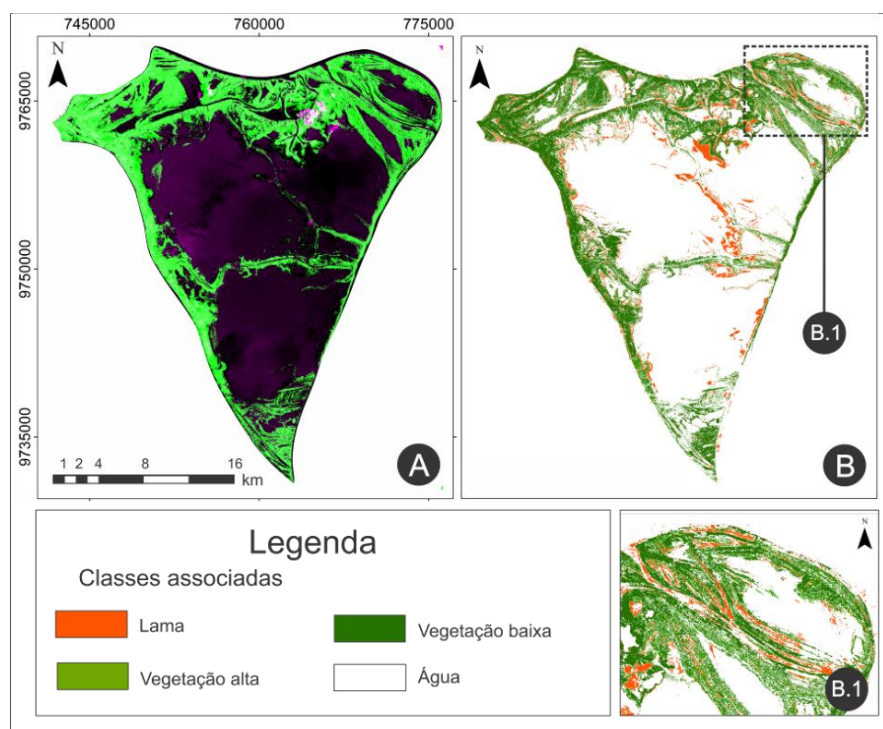 745000
760000
775000
N
N
9765000
9750000
9735000
B.1
1 2 4 8 16
km
A
B
Legenda
Classes associadas
Lama
Vegetação baixa
Vegetação alta
Água
N
B.1